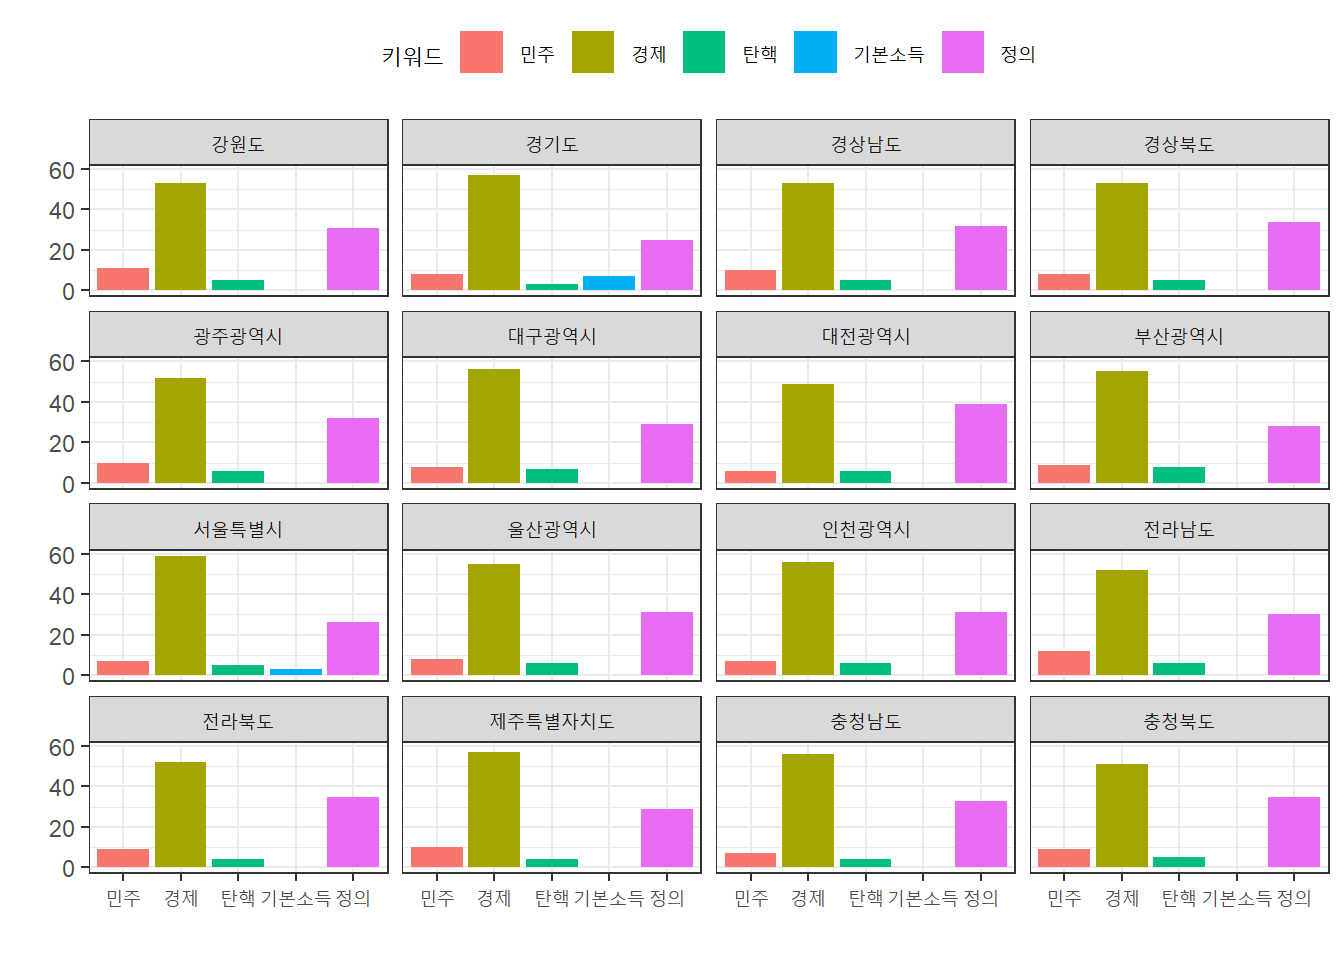 키워드 민주 경제 탄핵 기본소득 정의
강원도 경기도 경상남도 경상북도
60
40
20
0
광주광역시 대구광역시 대전광역시 부산광역시
60
40
20
0
서울특별시 울산광역시 인천광역시 전라남도
60
40
20
0
전라북도 제주특별자치도 충청남도 충청북도
60
40
20
0
민주 경제 탄핵 기본소득 정의 민주 경제 탄핵 기본소득 정의 민주 경제 탄핵 기본소득 정의 민주 경제 탄핵 기본소득 정의